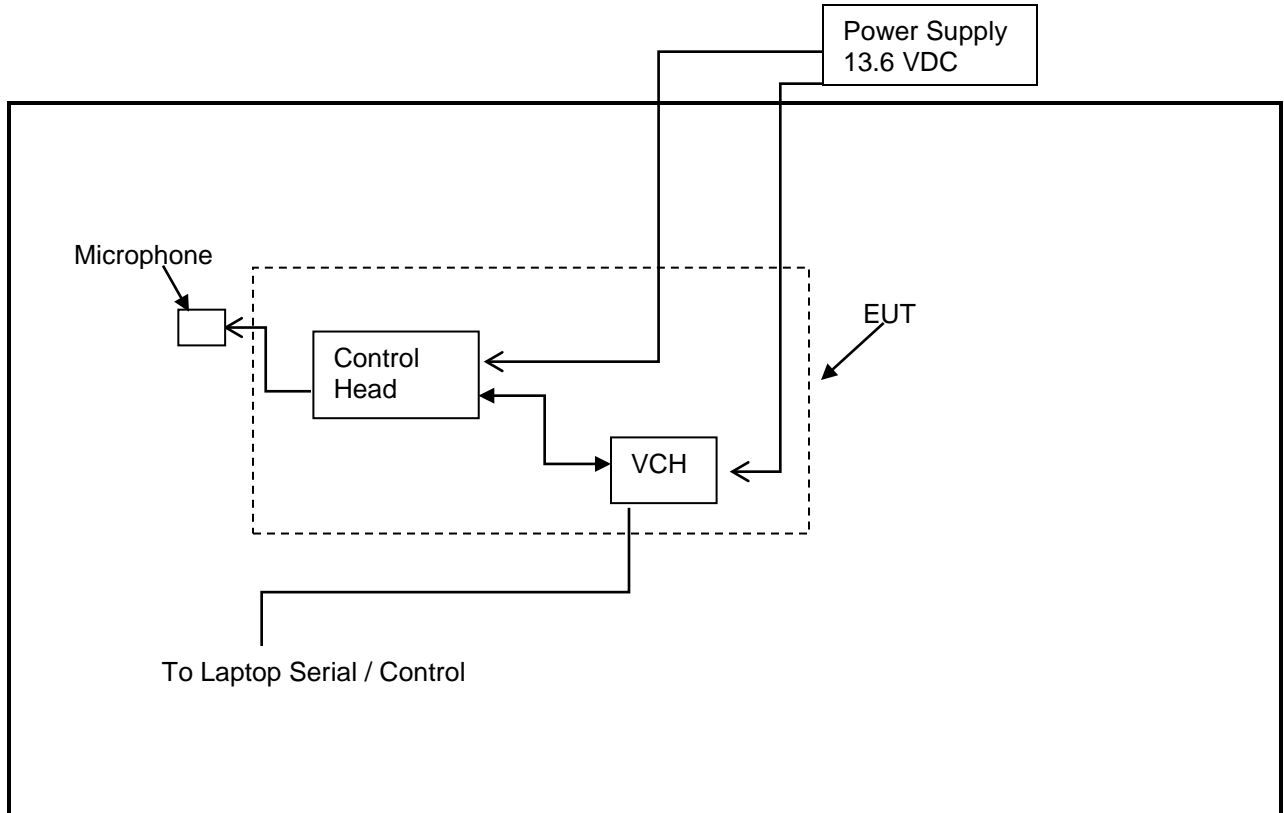 Power Supply
13.6 VDC
Microphone
EUT
Control
Head
VCH
To Laptop Serial / Control